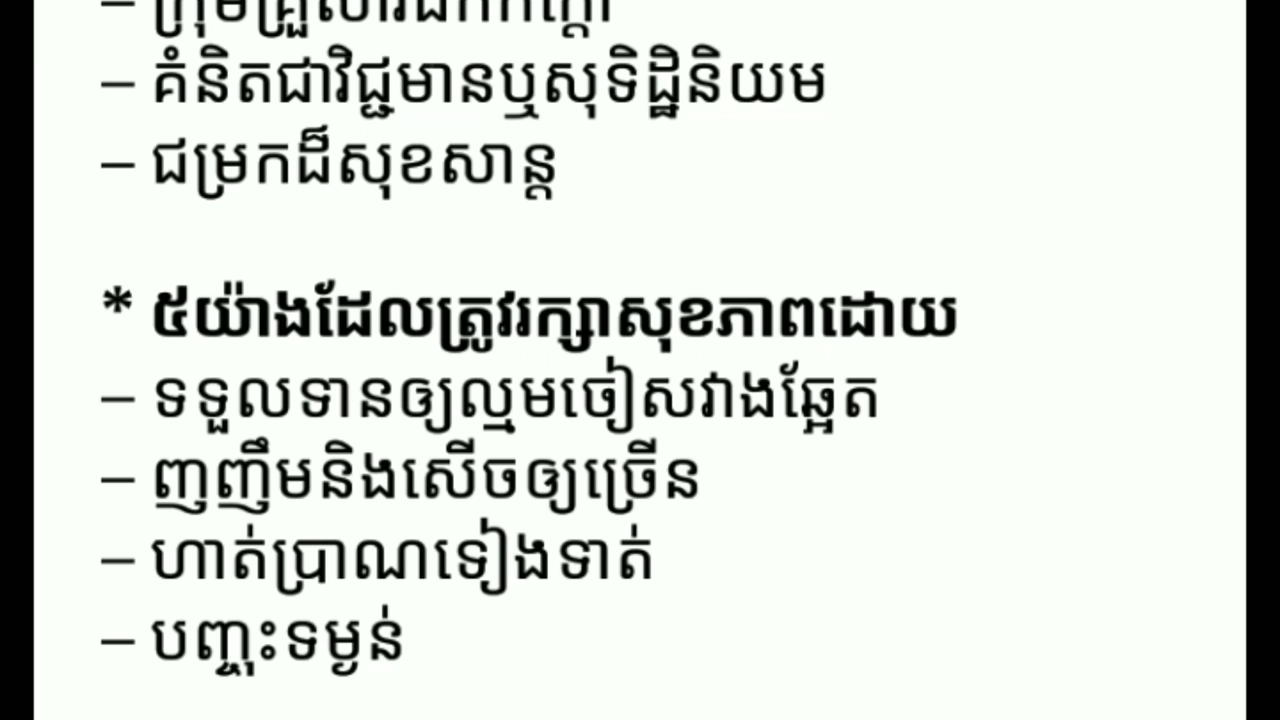 – គំនិតជាវិជ្ជមានឬសុទិដ្ឋិនិយម
– ជម្រកដ៏សុខសាន្ត
* ៥យ៉ាងដែលត្រូវរក្សាសុខភាពដោយ
– ទទួលទានឲ្យល្មមចៀសវាងឆ្អែត
– ញញឹមនិងសើចឲ្យច្រើន
– ហាត់ប្រាណទៀងទាត់
– បញ្ចុះទម្ងន់